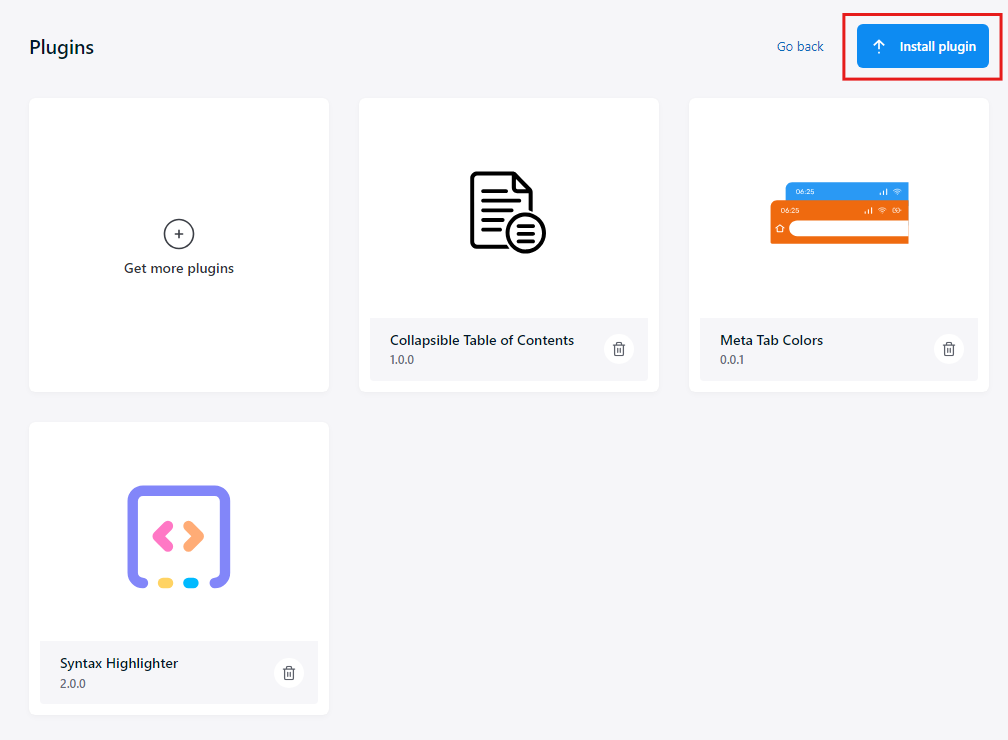 Plugins
Go back
Install plugin
Get more plugins
06:25
06:25
Collapsible Table of Contents
1.0.0
Meta Tab Colors
0.0.1
Syntax Highlighter
2.0.0